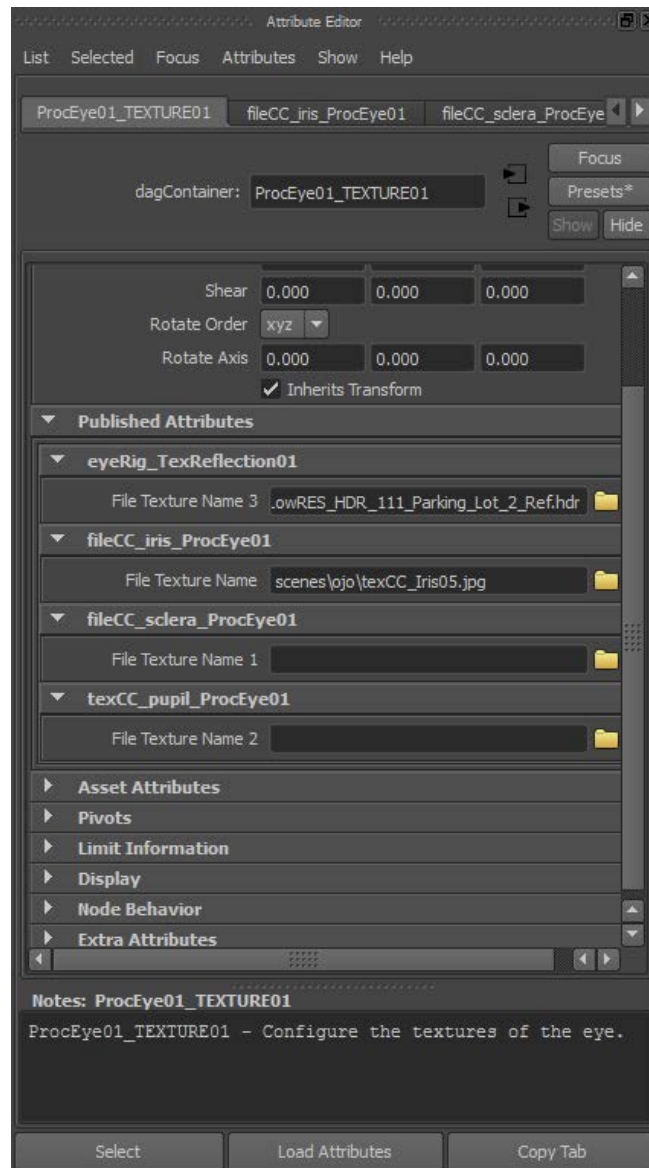 Attribute Editor
List Selected Focus Attributes Show Help
ProcEye01_TEXTURE01 fileCC_iris_ProcEye01 fileCC_sclera_ProcEye
Focus
dagContainer: ProcEye01_TEXTURE01 Presets*
Show Hide
Shear 0.000 0.000 0.000
Rotate Order xyz
Rotate Axis 0.000 0.000 0.000
Inherits Transform
Published Attributes
eyeRig_TexReflection01
File Texture Name 3 .owRES_HDR_111_Parking_Lot_2_Ref.hdr
fileCC_iris_ProcEye01
File Texture Name scenes\ojo\texCC_Iris05.jpg
fileCC_sclera_ProcEye01
File Texture Name 1
texCC_pupil_ProcEye01
File Texture Name 2
Asset Attributes
Pivots
Limit Information
Display
Node Behavior
Extra Attributes
Notes: ProcEye01_TEXTURE01
ProcEye01_TEXTURE01 - Configure the textures of the eye.
Select Load Attributes Copy Tab